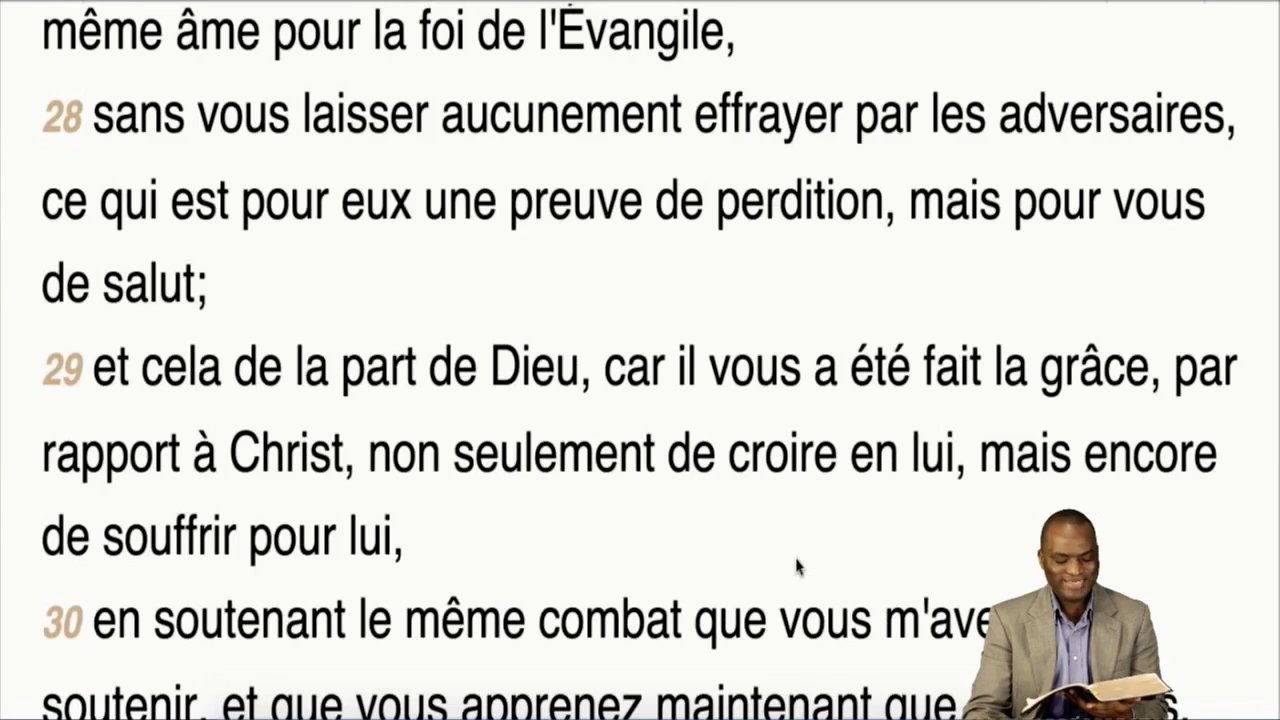 même âme pour la foi de l'Évangile,
28 sans vous laisser aucunement effrayer par les adversaires,
ce qui est pour eux une preuve de perdition, mais pour vous
de salut;
29 et cela de la part de Dieu, car il vous a été fait la grâce, par
rapport à Christ, non seulement de croire en lui, mais encore
de souffrir pour lui,
30 en soutenant le même combat que vous
soutenir, et que vous apprenez maintenant que